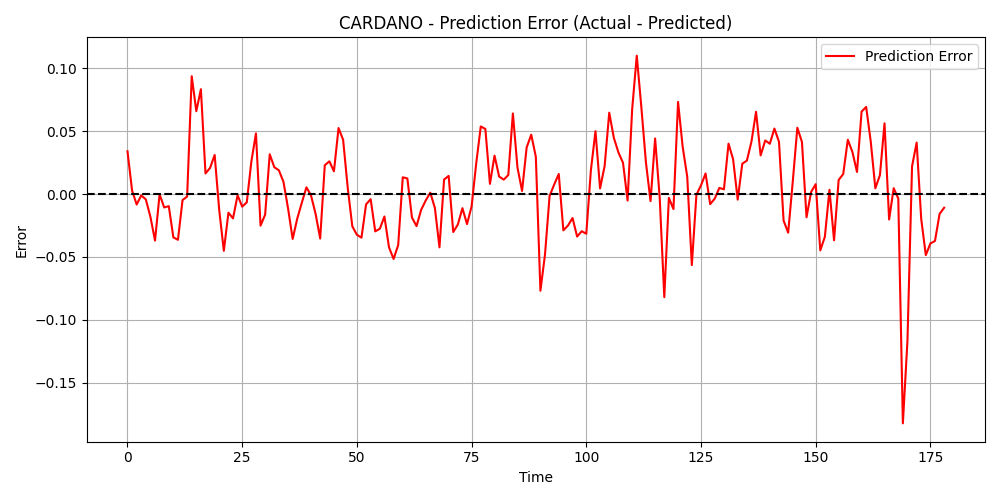 CARDANO - Prediction Error (Actual - Predicted)
Prediction Error
0.10
0.05
0.00
−0.05
−0.10
−0.15
Error
0 25 50 75 100 125 150 175
Time